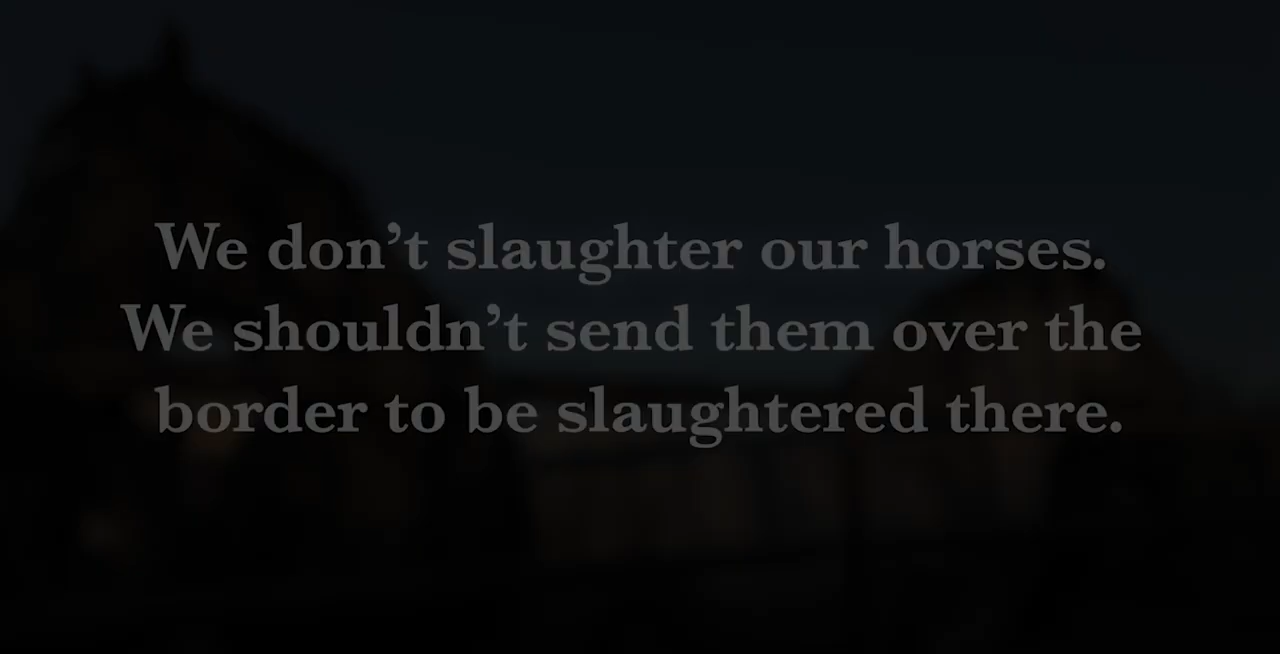 We don’t slaughter our horses.
We shouldn’t send them over the
border to be slaughtered there.